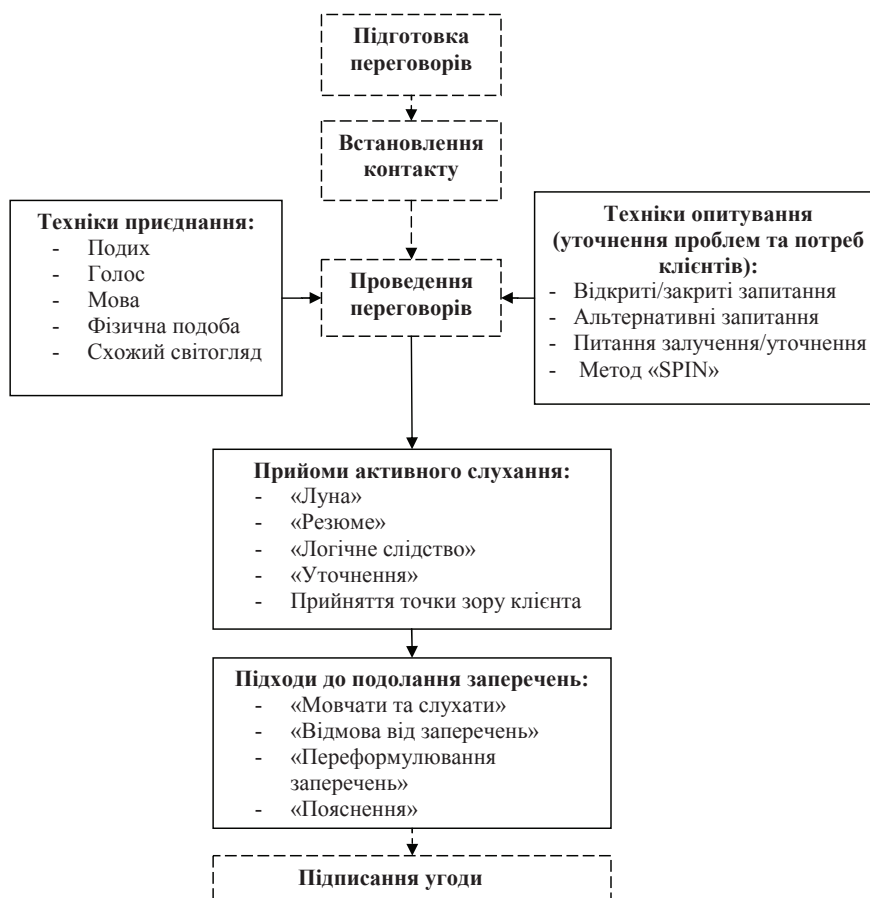 Підготовка
переговорів
Встановлення
контакту
Техніки приєднання:
- Подих
- Голос
- Мова
- Фізична подоба
- Схожий світогляд
Проведення
переговорів
Техніки опитування
(уточнення проблем та потреб
клієнтів):
- Відкриті/закриті запитання
- Альтернативні запитання
- Питання залучення/уточнення
- Метод «SPIN»
Прийоми активного слухання:
- «Луна»
- «Резюме»
- «Логічне слідство»
- «Уточнення»
- Прийняття точки зору клієнта
Підходи до подолання заперечень:
- «Мовчати та слухати»
- «Відмова від заперечень»
- «Переформулювання
заперечень»
- «Пояснення»
Підписання угоди